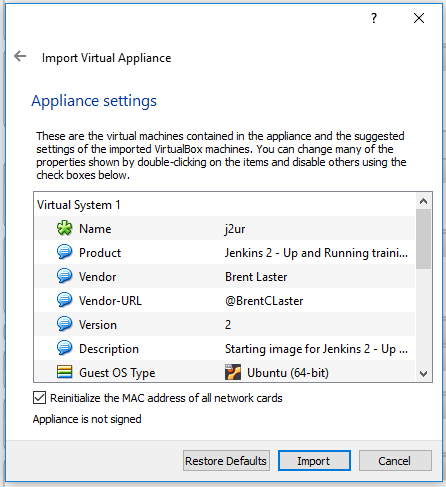 ?
Import Virtual Appliance
Appliance settings
These are the virtual machines contained in the appliance and the suggested
settings of the imported VirtualBox machines. You can change many of the
properties shown by double-clicking on the items and disable others using the
check boxes below.
Virtual System 1
Name j2ur
Product Jenkins 2 - Up and Running traini...
Vendor Brent Laster
Vendor-URL @BrentCLaster
Version 2
Description Starting image for Jenkins 2 - Up ...
Guest OS Type Ubuntu (64-bit)
Reinitialize the MAC address of all network cards
Appliance is not signed
Restore Defaults Import Cancel